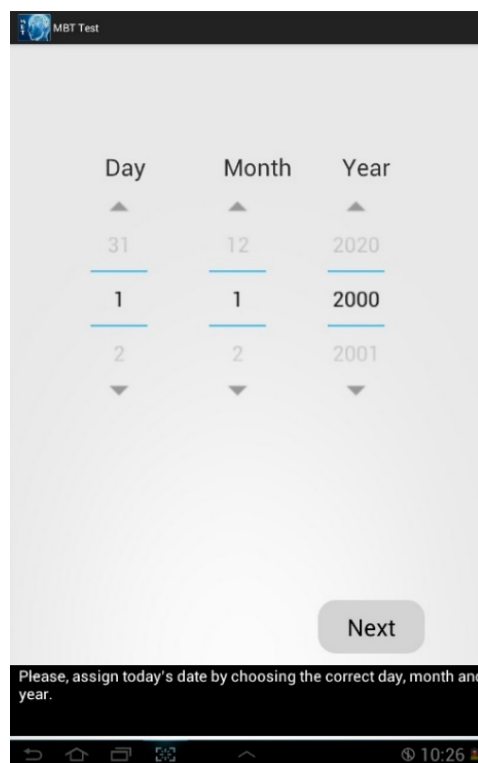 MBT Test
Day Month Year
31 12 2020
1 1 2000
2 2 2001
Next
Please, assign today's date by choosing the correct day, month and
year.
10:26